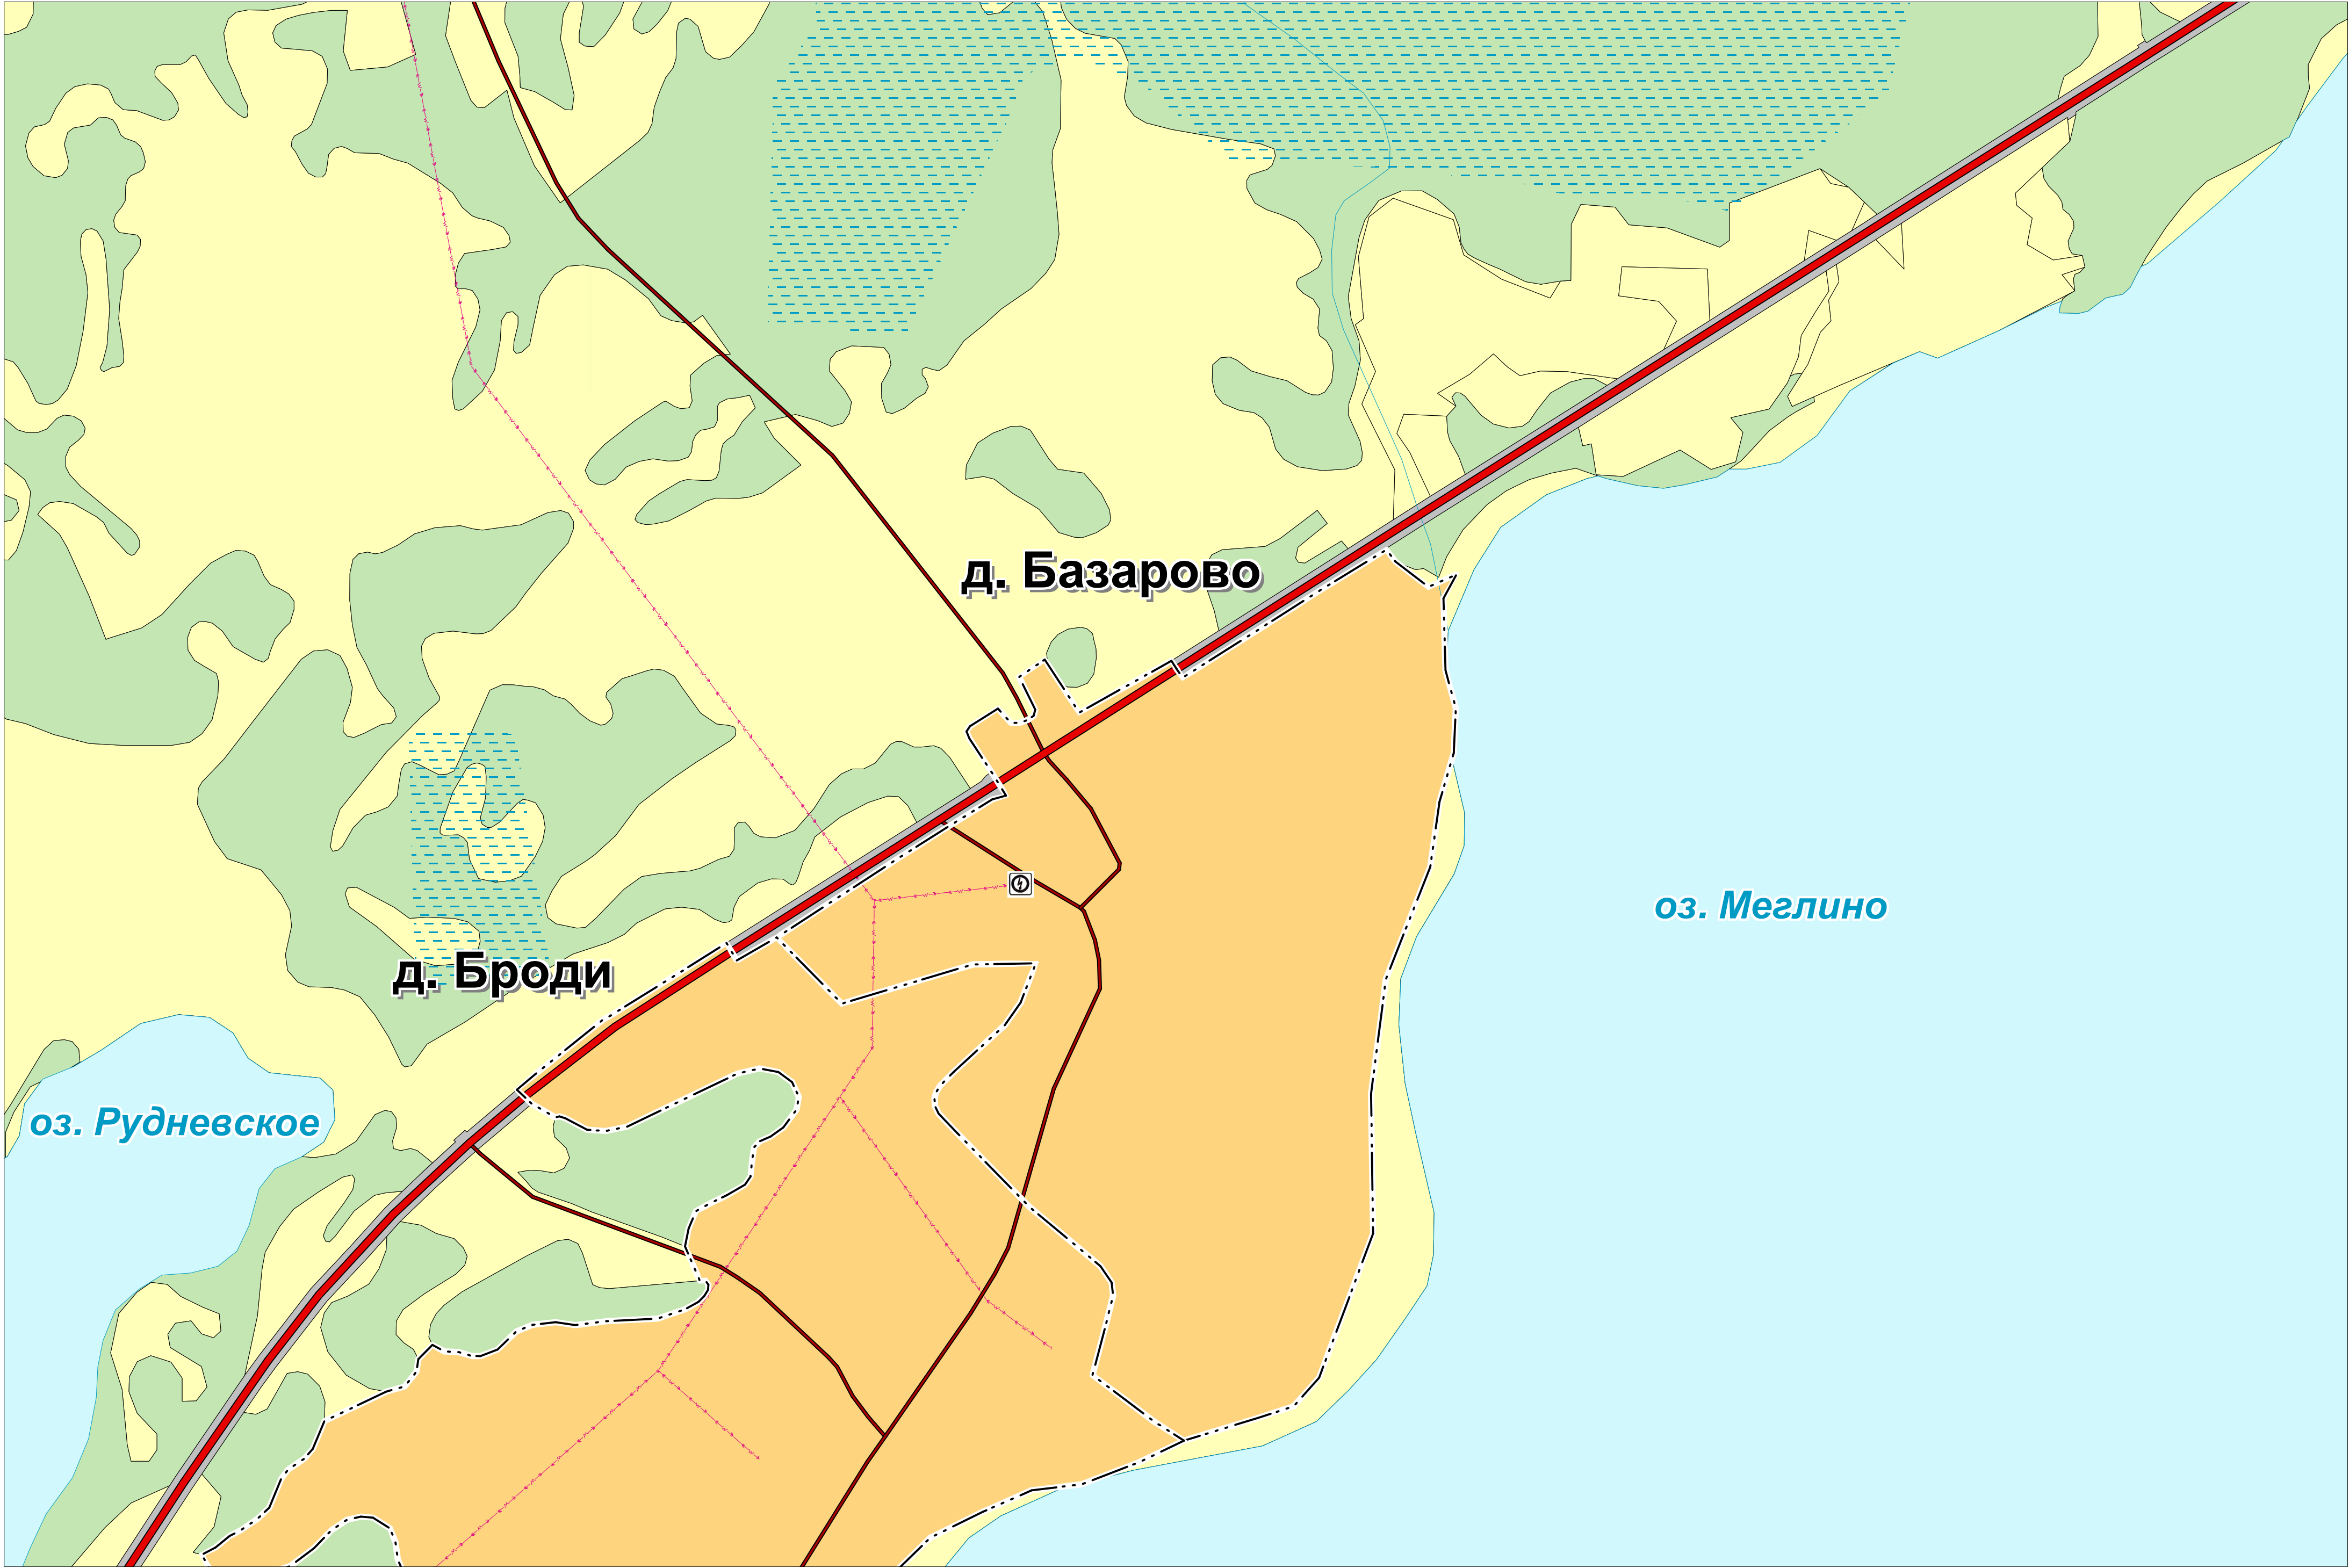 д. Базарово
оз. Меглино
д. Броди
оз. Рудневское